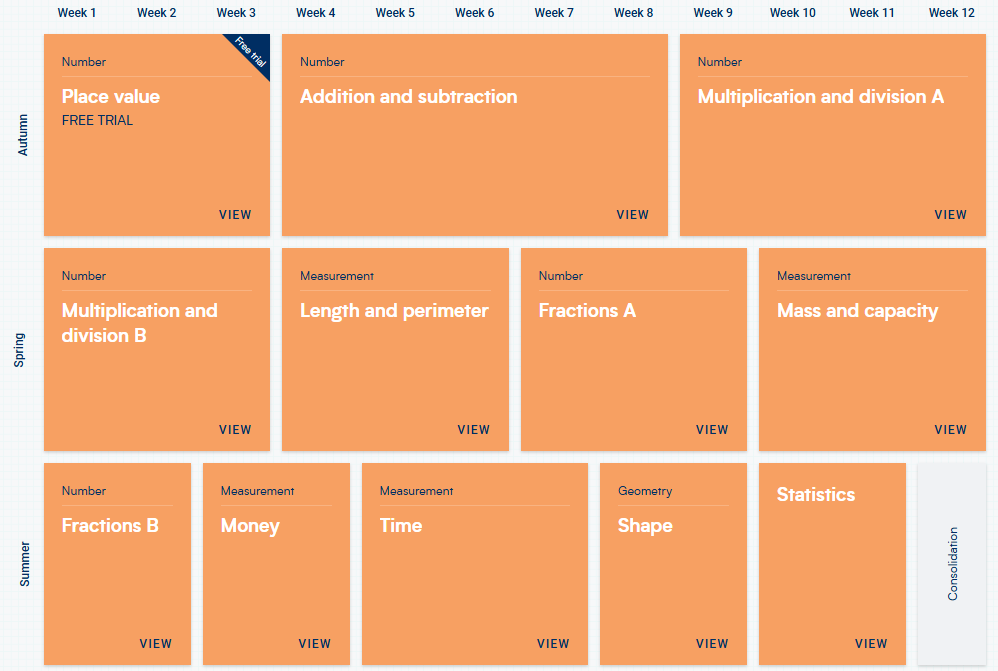 Week 1 Week 2 Week 3 Week 4 Week 5 Week 6 Week 7 Week 8 Week 9 Week 10 Week 11 Week 12
Autumn
Number
Free trial
Place value
FREE TRIAL
VIEW
Number
Addition and subtraction
VIEW
Number
Multiplication and division A
VIEW
Spring
Number
Multiplication and
division B
VIEW
Measurement
Length and perimeter
VIEW
Number
Fractions A
VIEW
Measurement
Mass and capacity
VIEW
Summer
Number
Fractions B
VIEW
Measurement
Money
VIEW
Measurement
Time
VIEW
Geometry
Shape
VIEW
Statistics
VIEW
Consolidation